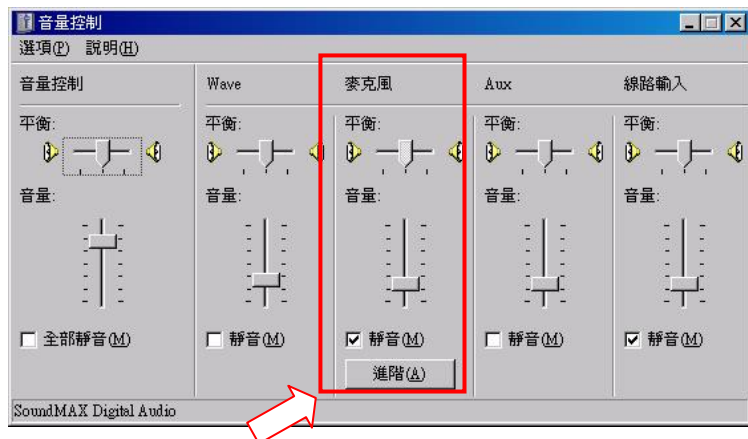 音量控制
選項(P) 說明(H)
音量控制 Wave 麥克風 Aux 線路輸入
平衡: 平衡: 平衡: 平衡: 平衡:
音量: 音量: 音量: 音量: 音量:
全部靜音(M) 靜音(M) 靜音(M) 靜音(M) 靜音(M)
進階(A)
SoundMAX Digital Audio